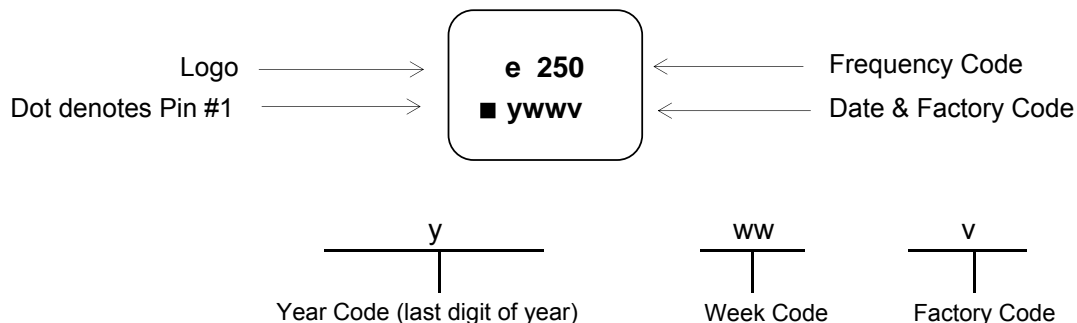 Logo e 250 Frequency Code
Dot denotes Pin #1 ■ ywwv Date & Factory Code
y ww v
Year Code (last digit of year) Week Code Factory Code